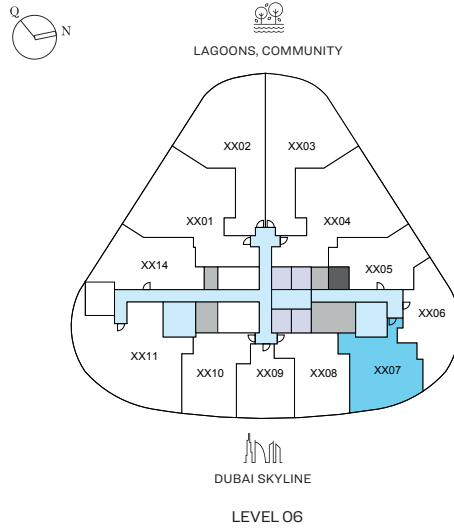 Q
N
LAGOONS, COMMUNITY
XX02
XX03
XX01
XX04
XX14
XX05
XX06
XX11
XX10
XX09
XX08
XX07
DUBAI SKYLINE
LEVEL 06